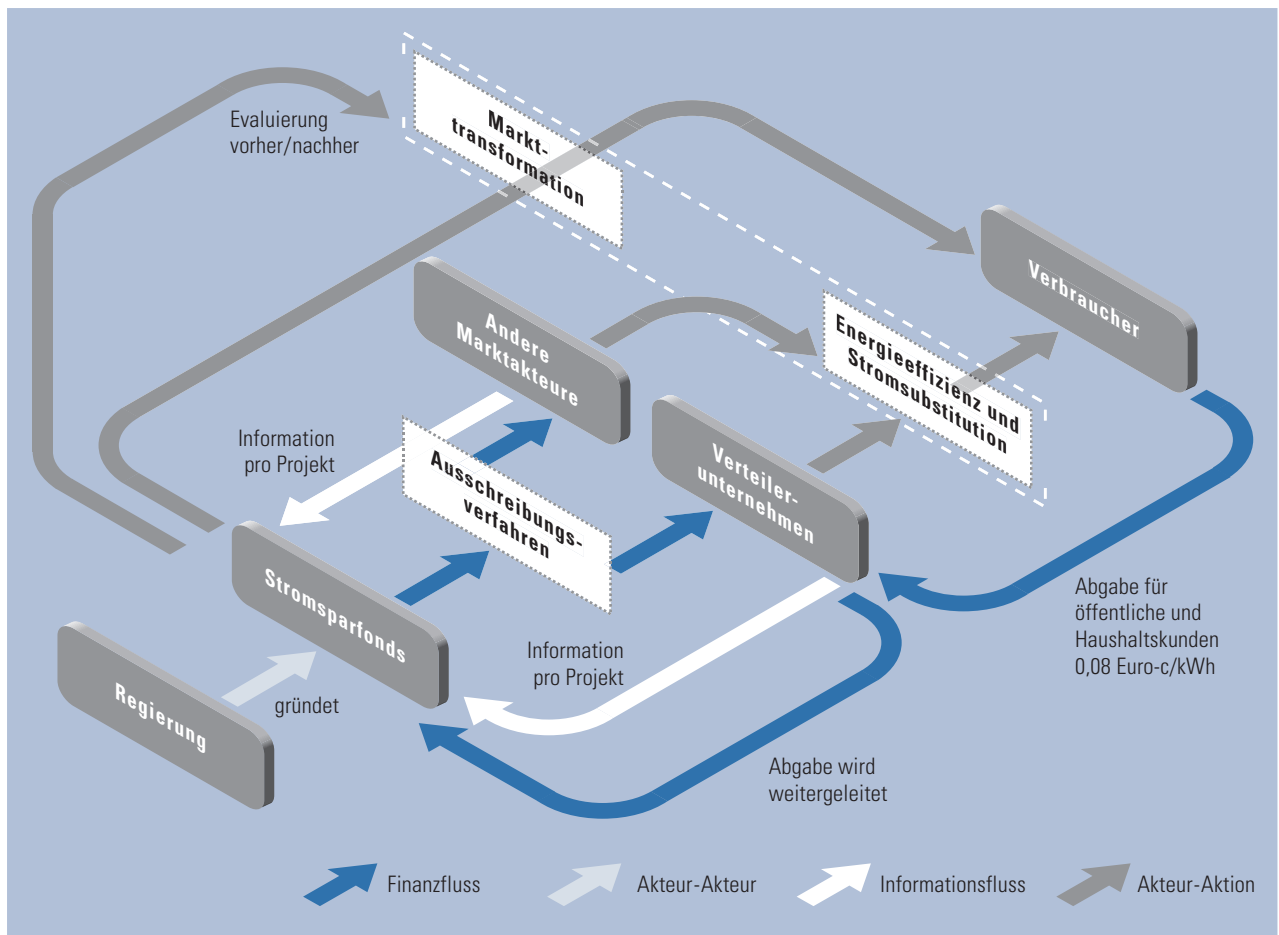 Evaluierung
vorher/nachher
Markt-
transformation
Verbraucher
Andere
Marktakteure
Energieeffizienz und
Stromsubstitution
Information
pro Projekt
Ausschreibungs-
verfahren
Verteiler-
unternehmen
Stromsparfonds
Abgabe für
öffentliche und
Haushaltskunden
0,08 Euro-c/kWh
Information
pro Projekt
Regierung
gründet
Abgabe wird
weitergeleitet
Finanzfluss
Akteur-Akteur
Informationsfluss
Akteur-Aktion